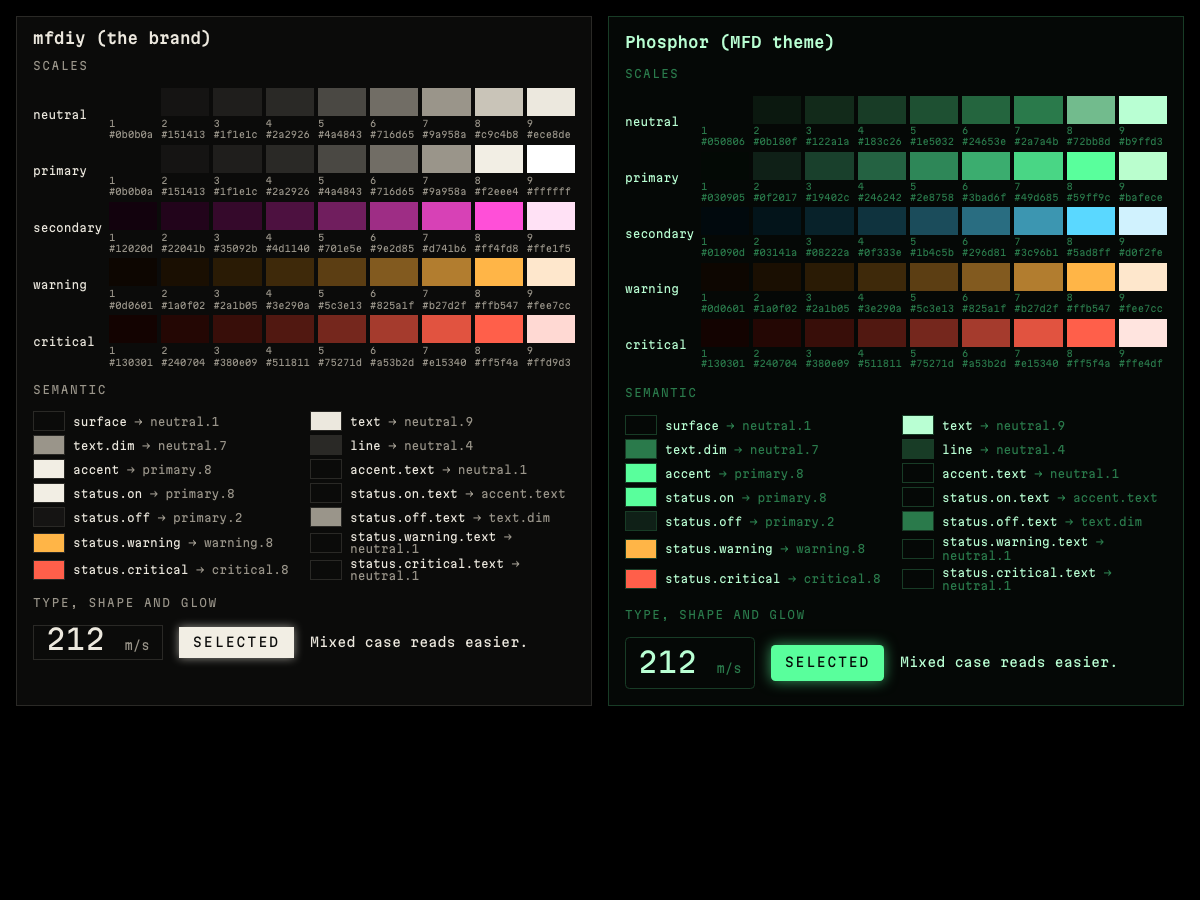 mfdiy (the brand)
SCALES
neutral
1 2 3 4 5 6 7 8 9
#0b0b0a #151413 #1f1e1c #2a2926 #4a4843 #716d65 #9a958a #c9c4b8 #ece8de
primary
1 2 3 4 5 6 7 8 9
#0b0b0a #151413 #1f1e1c #2a2926 #4a4843 #716d65 #9a958a #f2eee4 #ffffff
secondary
1 2 3 4 5 6 7 8 9
#12020d #22041b #35092b #4d1140 #701e5e #9e2d85 #d741b6 #ff4fd8 #ffe1f5
warning
1 2 3 4 5 6 7 8 9
#0d0601 #1a0f02 #2a1b05 #3e290a #5c3e13 #825a1f #b27d2f #ffb547 #fee7cc
critical
1 2 3 4 5 6 7 8 9
#130301 #240704 #380e09 #511811 #75271d #a53b2d #e15340 #ff5f4a #ffd9d3
SEMANTIC
surface → neutral.1
text → neutral.9
text.dim → neutral.7
line → neutral.4
accent → primary.8
accent.text → neutral.1
status.on → primary.8
status.on.text → accent.text
status.off → primary.2
status.off.text → text.dim
status.warning → warning.8
status.warning.text →
neutral.1
status.critical → critical.8
status.critical.text →
neutral.1
TYPE, SHAPE AND GLOW
212 m/s
SELECTED
Mixed case reads easier.
Phosphor (MFD theme)
SCALES
neutral
1 2 3 4 5 6 7 8 9
#050806 #0b180f #122a1a #183c26 #1e5032 #24653e #2a7a4b #72bb8d #b9ffd3
primary
1 2 3 4 5 6 7 8 9
#030905 #0f2017 #19402c #246242 #2e8758 #3bad6f #49d685 #59ff9c #bafece
secondary
1 2 3 4 5 6 7 8 9
#01090d #03141a #08222a #0f333e #1b4c5b #296d81 #3c96b1 #5ad8ff #d0f2fe
warning
1 2 3 4 5 6 7 8 9
#0d0601 #1a0f02 #2a1b05 #3e290a #5c3e13 #825a1f #b27d2f #ffb547 #fee7cc
critical
1 2 3 4 5 6 7 8 9
#130301 #240704 #380e09 #511811 #75271d #a53b2d #e15340 #ff5f4a #ffe4df
SEMANTIC
surface → neutral.1
text → neutral.9
text.dim → neutral.7
line → neutral.4
accent → primary.8
accent.text → neutral.1
status.on → primary.8
status.on.text → accent.text
status.off → primary.2
status.off.text → text.dim
status.warning → warning.8
status.warning.text →
neutral.1
status.critical → critical.8
status.critical.text →
neutral.1
TYPE, SHAPE AND GLOW
212 m/s
SELECTED
Mixed case reads easier.